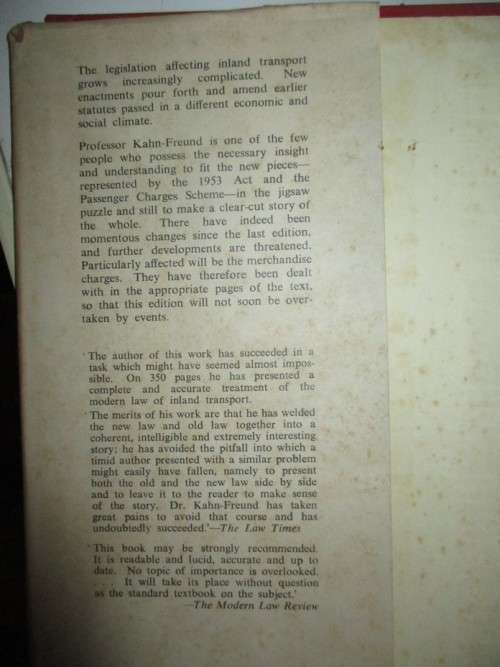 The legislation affecting inland transport
grows increasingly complicated. New
enactments pour forth and amend earlier
statutes passed in a different economic and
social climate.
Professor Kahn-Freund is one of the few
people who possess the necessary insight
and understanding to fit the new pieces—
represented by the 1953 Act and the
Passenger Charges Scheme—in the jigsaw
puzzle and still to make a clear-cut story of
the whole. There have indeed been
momentous changes since the last edition,
and further developments are threatened.
Particularly affected will be the merchandise
charges. They have therefore been dealt
with in the appropriate pages of the text,
so that this edition will not soon be over-
taken by events.
'The author of this work has succeeded in a
task which might have seemed almost impos-
sible. On 350 pages he has presented a
complete and accurate treatment of the
modern law of inland transport.
'The merits of his work are that he has welded
the new law and old law together into a
coherent, intelligible and extremely interesting
story; he has avoided the pitfall into which a
timid author presented with a similar problem
might easily have fallen, namely to present
both the old and the new law side by side
and to leave it to the reader to make sense
of the story. Dr. Kahn-Freund has taken
great pains to avoid that course and has
undoubtedly succeeded.'—The Law Times
'This book may be strongly recommended.
It is readable and lucid, accurate and up to
date. No topic of importance is overlooked.
. . . . It will take its place without question
as the standard textbook on the subject.'
—The Modern Law Review